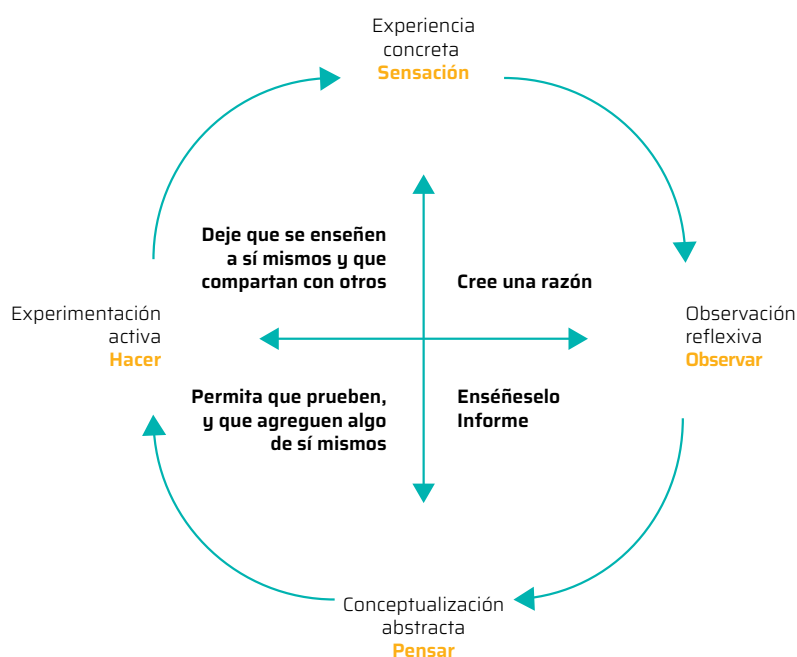 Experiencia
concreta
Sensación
Deje que se enseñen
a sí mismos y que
compartan con otros
Cree una razón
Experimentación
activa
Hacer
Observación
reflexiva
Observar
Permita que prueben,
y que agreguen algo
de sí mismos
Enséñeselo
Informe
Conceptualización
abstracta
Pensar